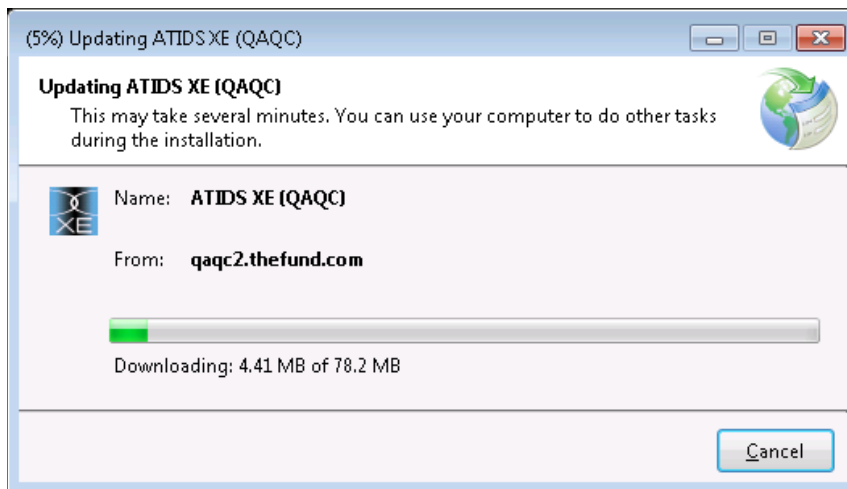 (5%) Updating ATIDS XE (QAQC)
Updating ATIDS XE (QAQC)
This may take several minutes. You can use your computer to do other tasks
during the installation.
XE
Name: ATIDS XE (QAQC)
From: qaqc2.thefund.com
Downloading: 4.41 MB of 78.2 MB
Cancel